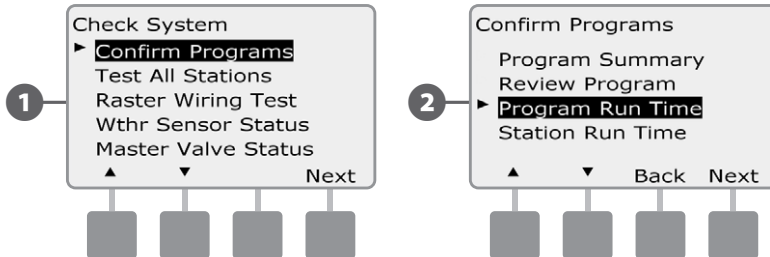 Check System
Confirm Programs
Test All Stations
Raster Wiring Test
Wthr Sensor Status
Master Valve Status
Next
1
Confirm Programs
Program Summary
Review Program
Program Run Time
Station Run Time
Back Next
2